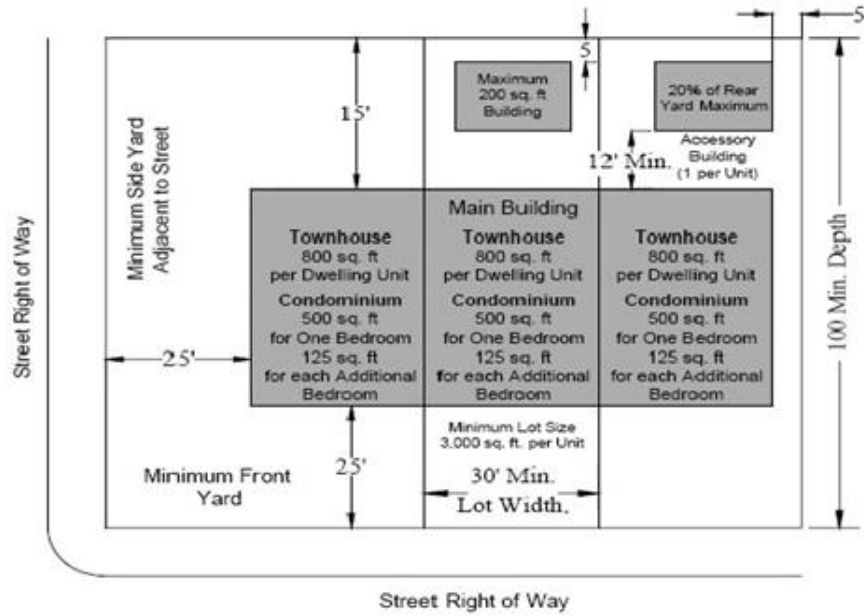 5
5
Maximum
200 sq. ft
Building
20% of Rear
Yard Maximum
15'
12' Min.
Accessory
Building
(1 per Unit)
Minimum Side Yard
Adjacent to Street
Street Right of Way
Main Building
Townhouse
800 sq. ft
per Dwelling Unit
Condominium
500 sq. ft
for One Bedroom
125 sq. ft
for each Additional
Bedroom
Townhouse
800 sq. ft
per Dwelling Unit
Condominium
500 sq. ft
for One Bedroom
125 sq. ft
for each Additional
Bedroom
Townhouse
800 sq. ft
per Dwelling Unit
Condominium
500 sq. ft
for One Bedroom
125 sq. ft
for each Additional
Bedroom
100 Min. Depth
25'
25'
Minimum Lot Size
3,000 sq. ft. per Unit
Minimum Front
Yard
30' Min.
Lot Width.
Street Right of Way